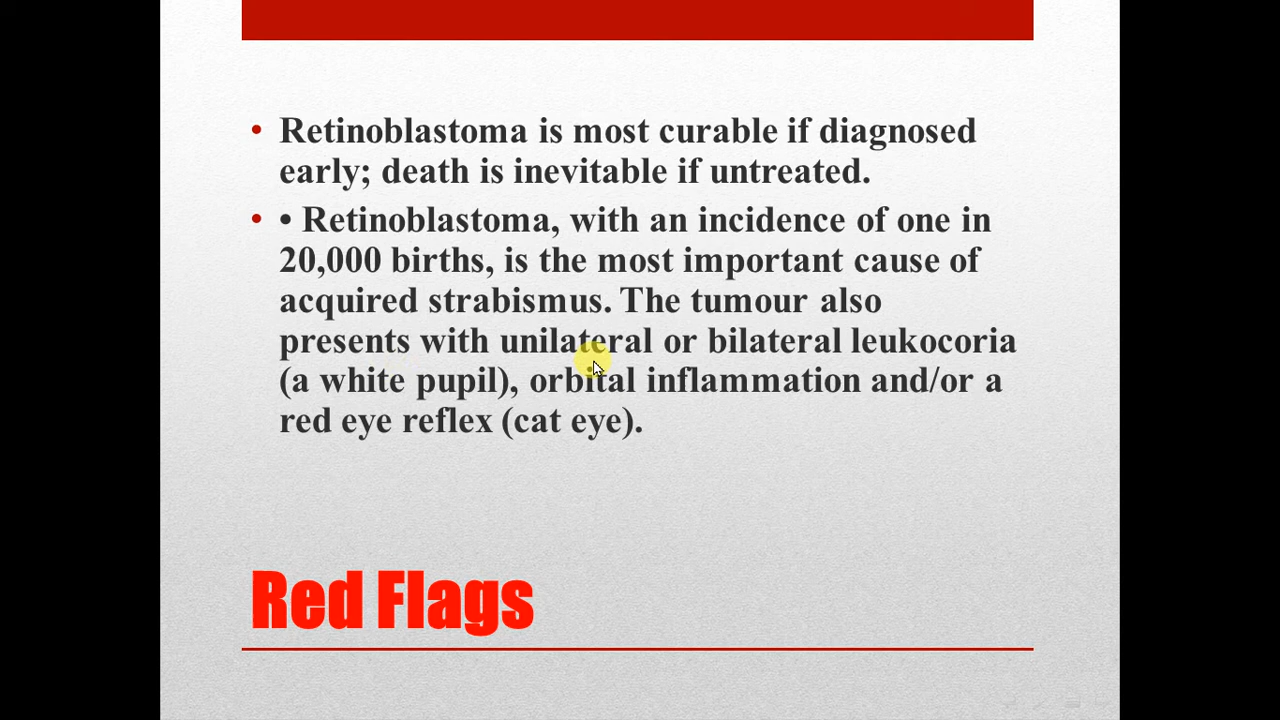 • Retinoblastoma is most curable if diagnosed
early; death is inevitable if untreated.
• • Retinoblastoma, with an incidence of one in
20,000 births, is the most important cause of
acquired strabismus. The tumour also
presents with unilateral or bilateral leukocoria
(a white pupil), orbital inflammation and/or a
red eye reflex (cat eye).
Red Flags